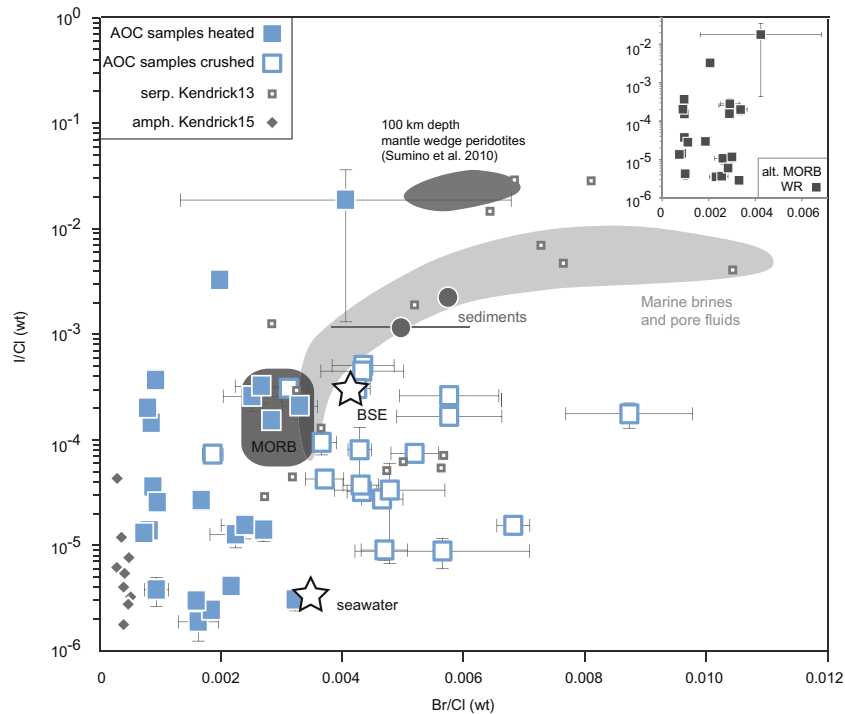 AOC samples heated
AOC samples crushed
serp. Kendrick13
amph. Kendrick15
100 km depth
mantle wedge peridotites
(Sumino et al. 2010)
10⁻²
10⁻³
10⁻⁴
10⁻⁵
10⁻⁶
alt. MORB
WR
0
0.002
0.004
0.006
10⁰
10⁻¹
10⁻²
10⁻³
10⁻⁴
10⁻⁵
10⁻⁶
I/Cl (wt)
Marine brines
and pore fluids
sediments
BSE
MORB
seawater
0
0.002
0.004
0.006
0.008
0.010
0.012
Br/Cl (wt)